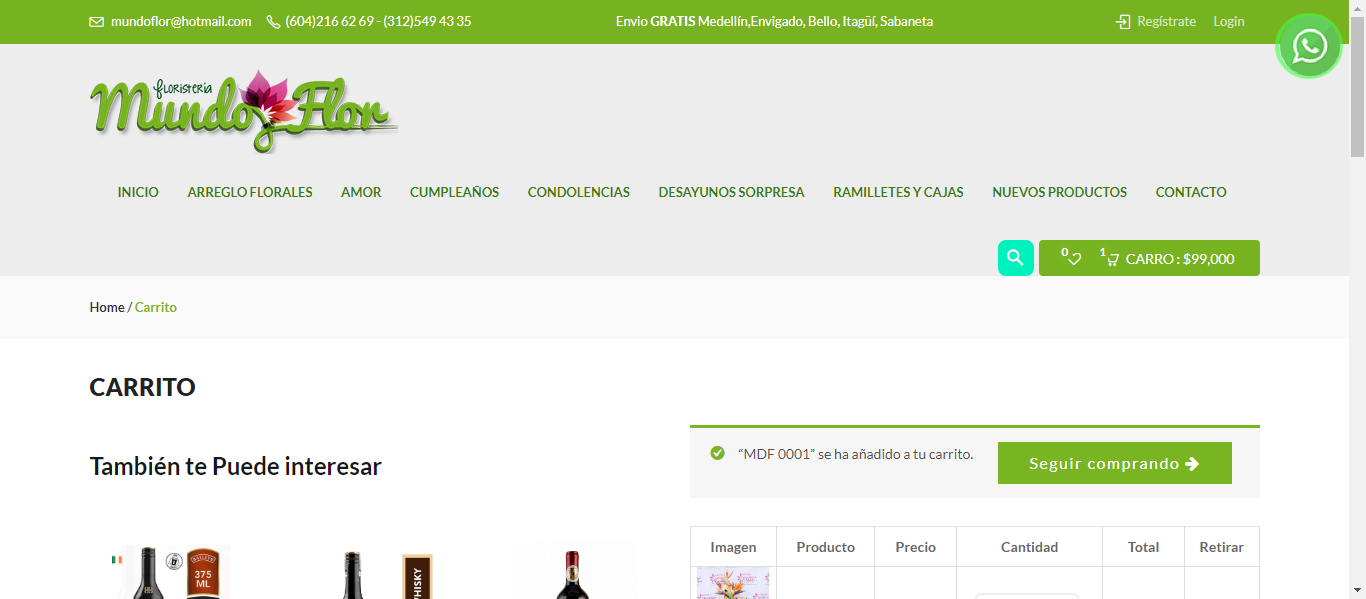 mundoflor@hotmail.com (604)216 62 69 - (312)549 43 35 Envio GRATIS Medellín,Envigado, Bello, Itagüí, Sabaneta Regístrate Login
FLORISTERIA
Mundo Flor
INICIO ARREGLO FLORALES AMOR CUMPLEAÑOS CONDOLENCIAS DESAYUNOS SORPRESA RAMILLETES Y CAJAS NUEVOS PRODUCTOS CONTACTO
0 1 CARRO : $99,000
Home / Carrito
CARRITO
También te Puede interesar
“MDF 0001” se ha añadido a tu carrito. Seguir comprando
Imagen Producto Precio Cantidad Total Retirar
BAILEYS
375
ML
WHISKY